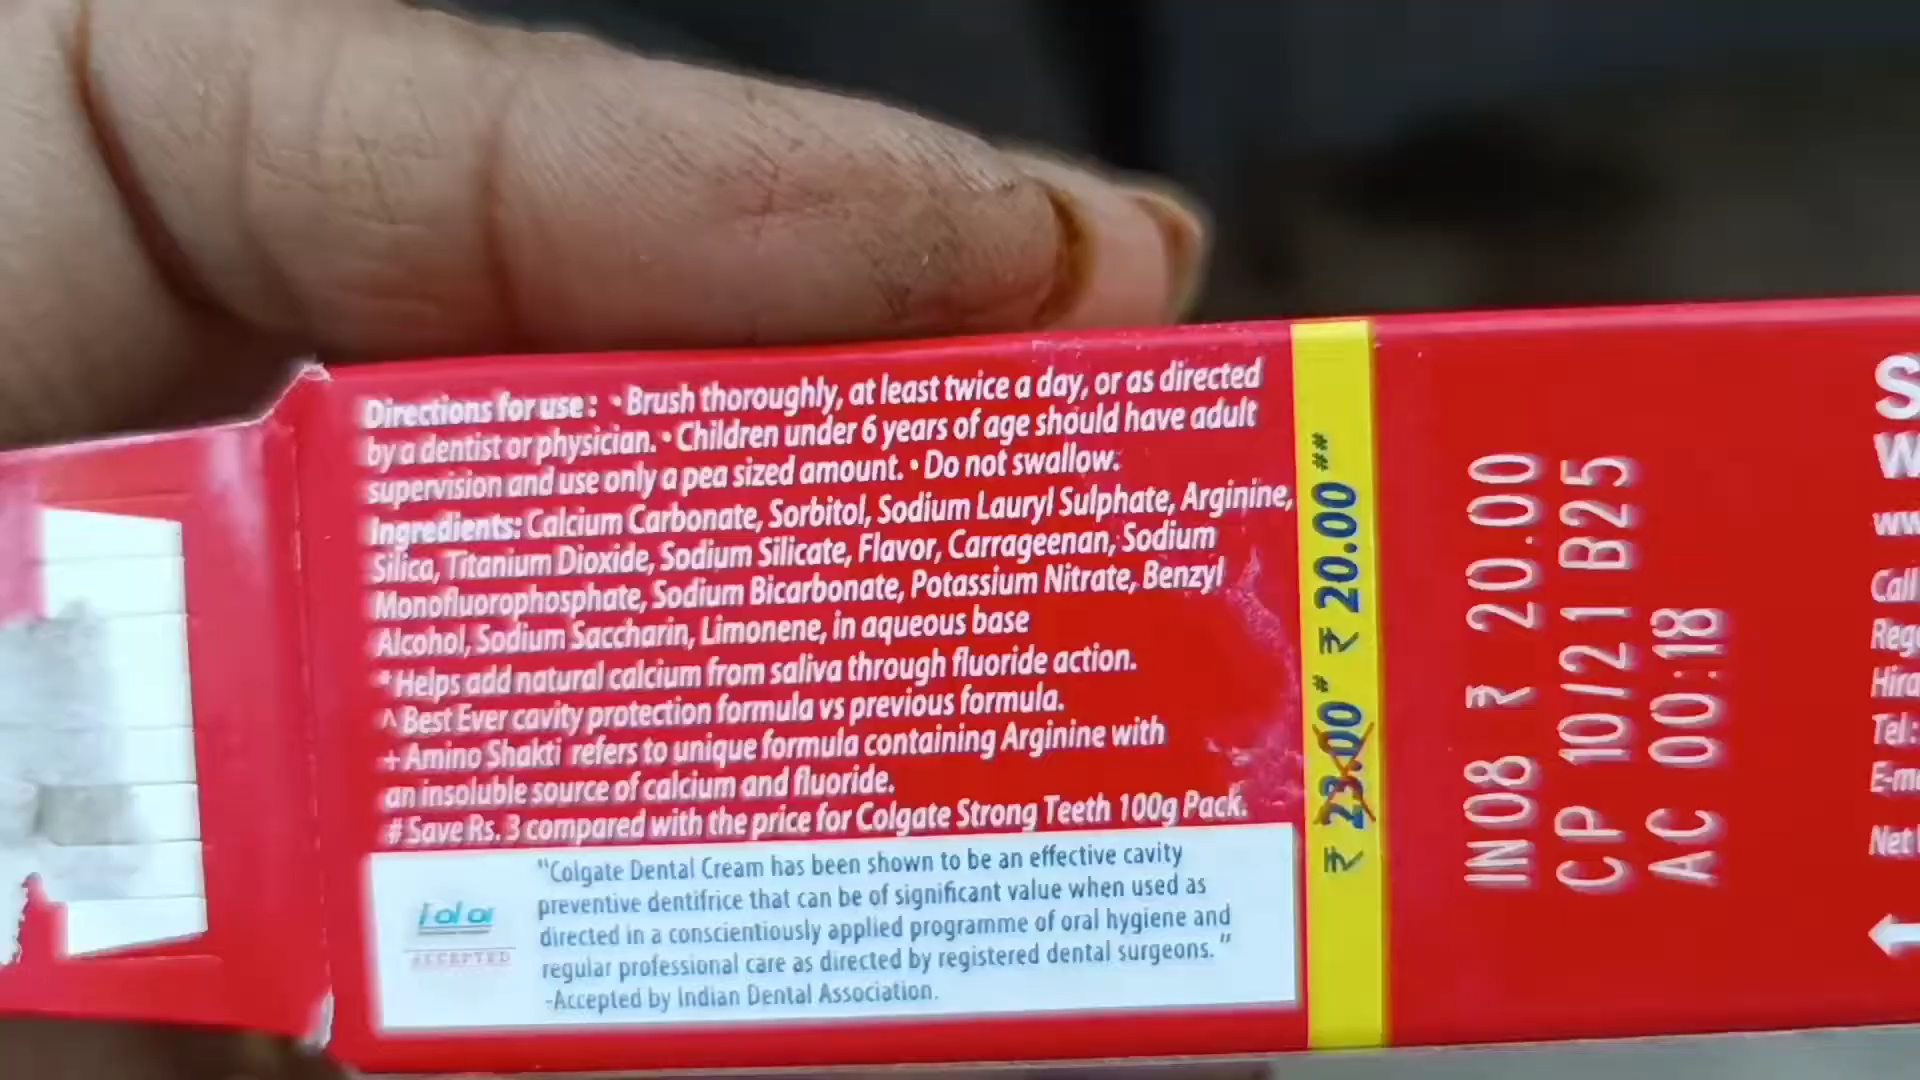 Directions for use : • Brush thoroughly, at least twice a day, or as directed
by a dentist or physician. • Children under 6 years of age should have adult
supervision and use only a pea sized amount. • Do not swallow.
Ingredients: Calcium Carbonate, Sorbitol, Sodium Lauryl Sulphate, Arginine,
Silica, Titanium Dioxide, Sodium Silicate, Flavor, Carrageenan, Sodium
Monofluorophosphate, Sodium Bicarbonate, Potassium Nitrate, Benzyl
Alcohol, Sodium Saccharin, Limonene, in aqueous base
* Helps add natural calcium from saliva through fluoride action.
^ Best Ever cavity protection formula vs previous formula.
+ Amino Shakti refers to unique formula containing Arginine with
an insoluble source of calcium and fluoride.
# Save Rs. 3 compared with the price for Colgate Strong Teeth 100g Pack.
ida
ACCEPTED
"Colgate Dental Cream has been shown to be an effective cavity
preventive dentifrice that can be of significant value when used as
directed in a conscientiously applied programme of oral hygiene and
regular professional care as directed by registered dental surgeons."
-Accepted by Indian Dental Association.
₹ 23.00# ₹ 20.00##
IN08 ₹ 20.00
CP 10/21 B25
AC 00:18
Call
Tel:
Net